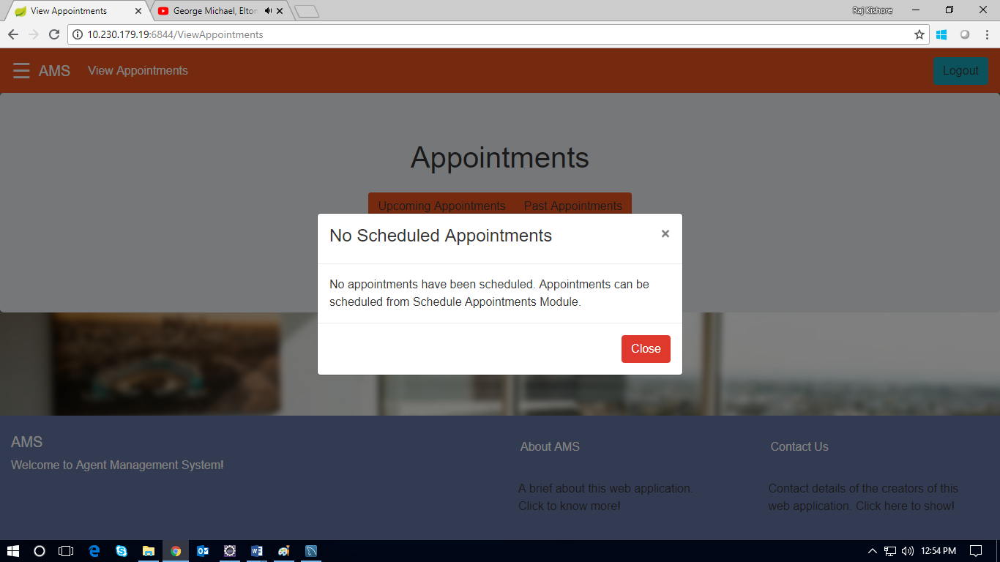 View Appointments
George Michael, Elton
Raj Kishore
10.230.179.19:6844/ViewAppointments
AMS
View Appointments
Logout
Appointments
Upcoming Appointments
Past Appointments
No Scheduled Appointments
×
No appointments have been scheduled. Appointments can be
scheduled from Schedule Appointments Module.
Close
AMS
Welcome to Agent Management System!
About AMS
A brief about this web application.
Click to know more!
Contact Us
Contact details of the creators of this
web application. Click here to show!
12:54 PM